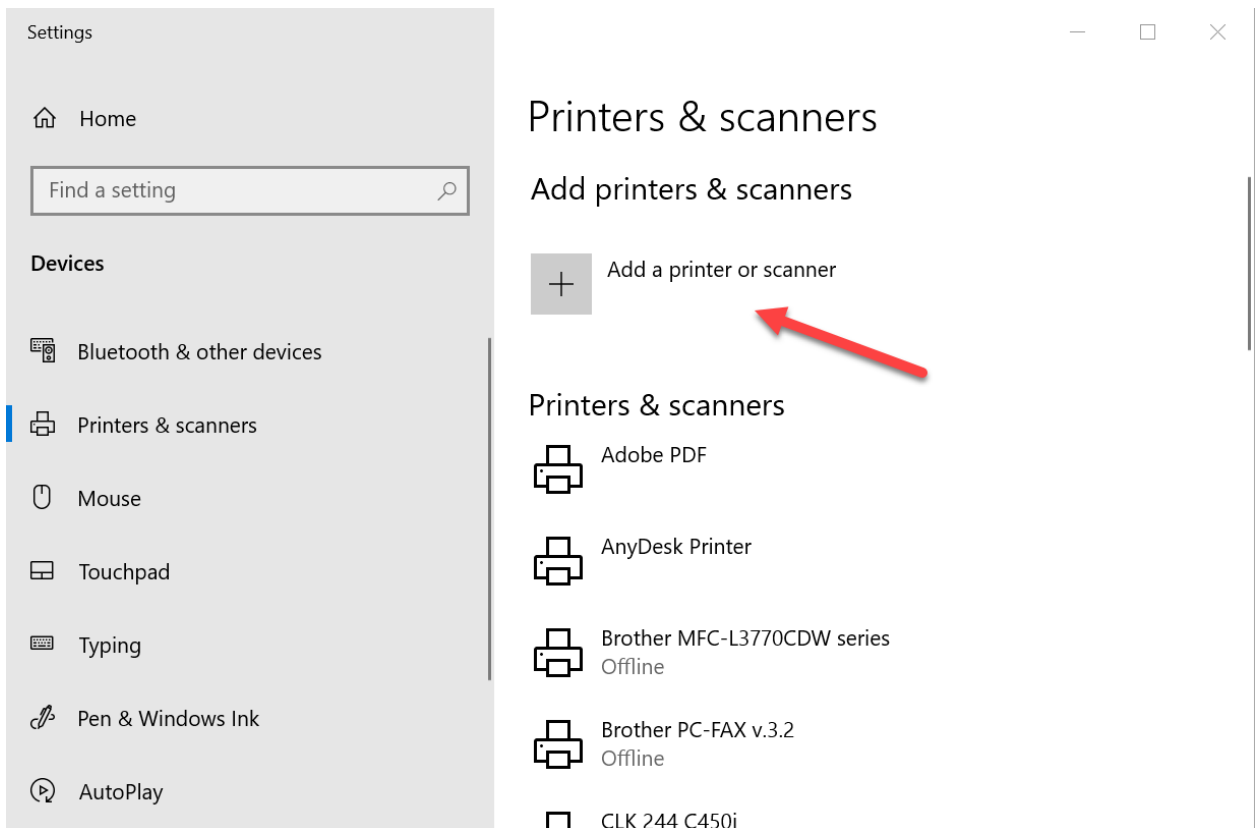 Settings
Home
Find a setting
Devices
Bluetooth & other devices
Printers & scanners
Mouse
Touchpad
Typing
Pen & Windows Ink
AutoPlay
Printers & scanners
Add printers & scanners
Add a printer or scanner
Printers & scanners
Adobe PDF
AnyDesk Printer
Brother MFC-L3770CDW series
Offline
Brother PC-FAX v.3.2
Offline
CLK 244 C450i